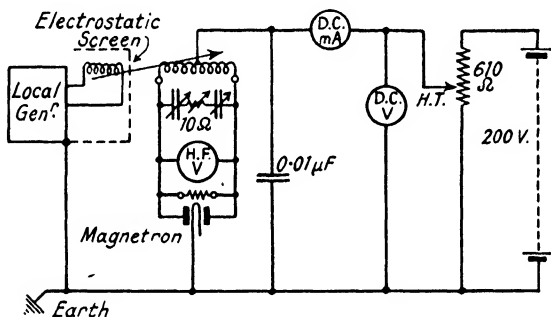 Electrostatic
Screen
Local
Genr.
10Ω
H.F.
V
Magnetron
0·01μF
D.C.
mA
D.C.
V
H.T.
610
Ω
200 V.
Earth